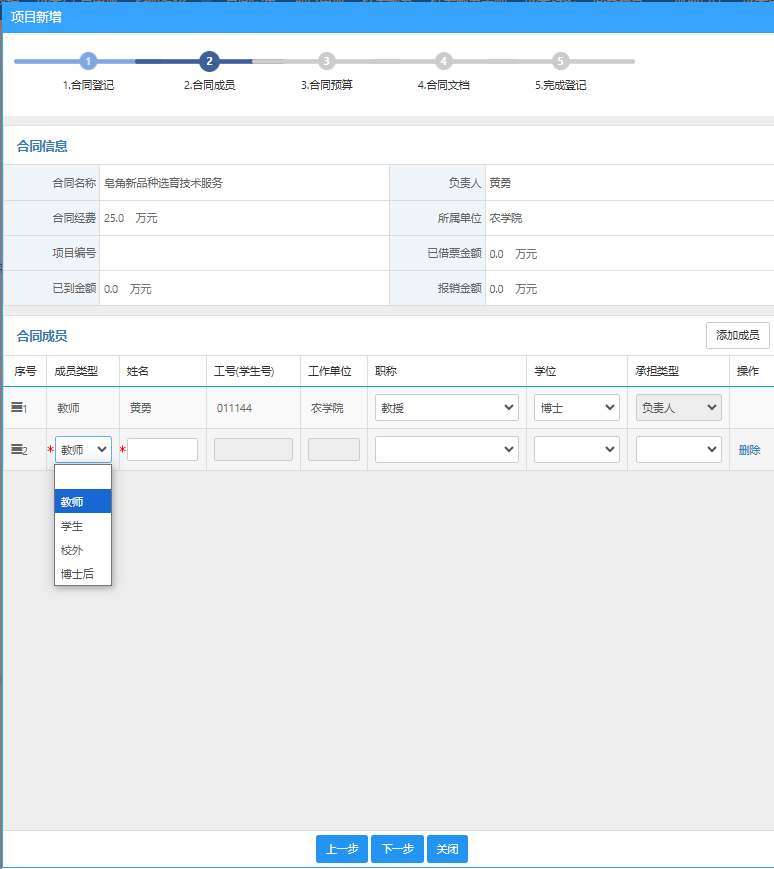 项目新增
1 2 3 4 5
1.合同登记 2.合同成员 3.合同预算 4.合同文档 5.完成登记
合同信息
合同名称 皂角新品种选育技术服务 负责人 黄勇
合同经费 25.0 万元 所属单位 农学院
项目编号 已借票金额 0.0 万元
已到金额 0.0 万元 报销金额 0.0 万元
合同成员 添加成员
序号 成员类型 姓名 工号(学生号) 工作单位 职称 学位 承担类型 操作
1 教师 黄勇 011144 农学院 教授 博士 负责人
2 * 教师 * 删除
教师
学生
校外
博士后
上一步 下一步 关闭